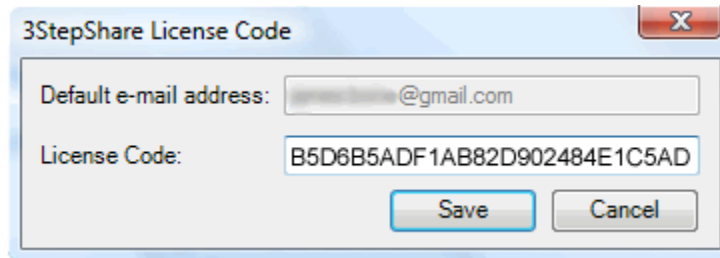 3StepShare License Code
Default e-mail address: @gmail.com
License Code: B5D6B5ADF1AB82D902484E1C5AD
Save Cancel